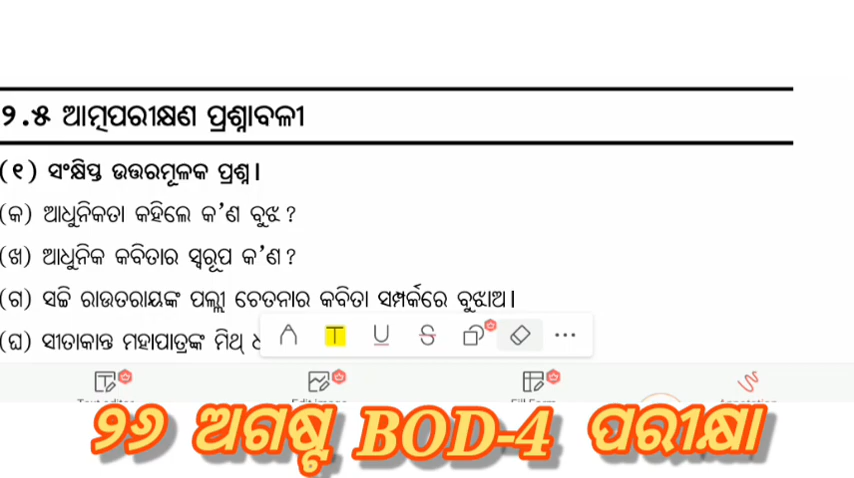 ୨.୫ ଆତ୍ମପରୀକ୍ଷଣ ପ୍ରଶ୍ନାବଳୀ
(୧) ସଂକ୍ଷିପ୍ତ ଉତ୍ତରମୂଳକ ପ୍ରଶ୍ନ।
(କ) ଆଧୁନିକତା କହିଲେ କ'ଣ ବୁଝ ?
(ଖ) ଆଧୁନିକ କବିତାର ସ୍ୱରୂପ କ'ଣ ?
(ଗ) ସଚ୍ଚି ରାଉତରାୟଙ୍କ ପଲ୍ଲୀ ଚେତନାର କବିତା ସମ୍ପର୍କରେ ବୁଝାଅ।
(ଘ) ସୀତାକାନ୍ତ ମହାପାତ୍ରଙ୍କ ମିଥ୍
T U S
୨୬ ଅଗଷ୍ଟ BOD-4 ପରୀକ୍ଷା